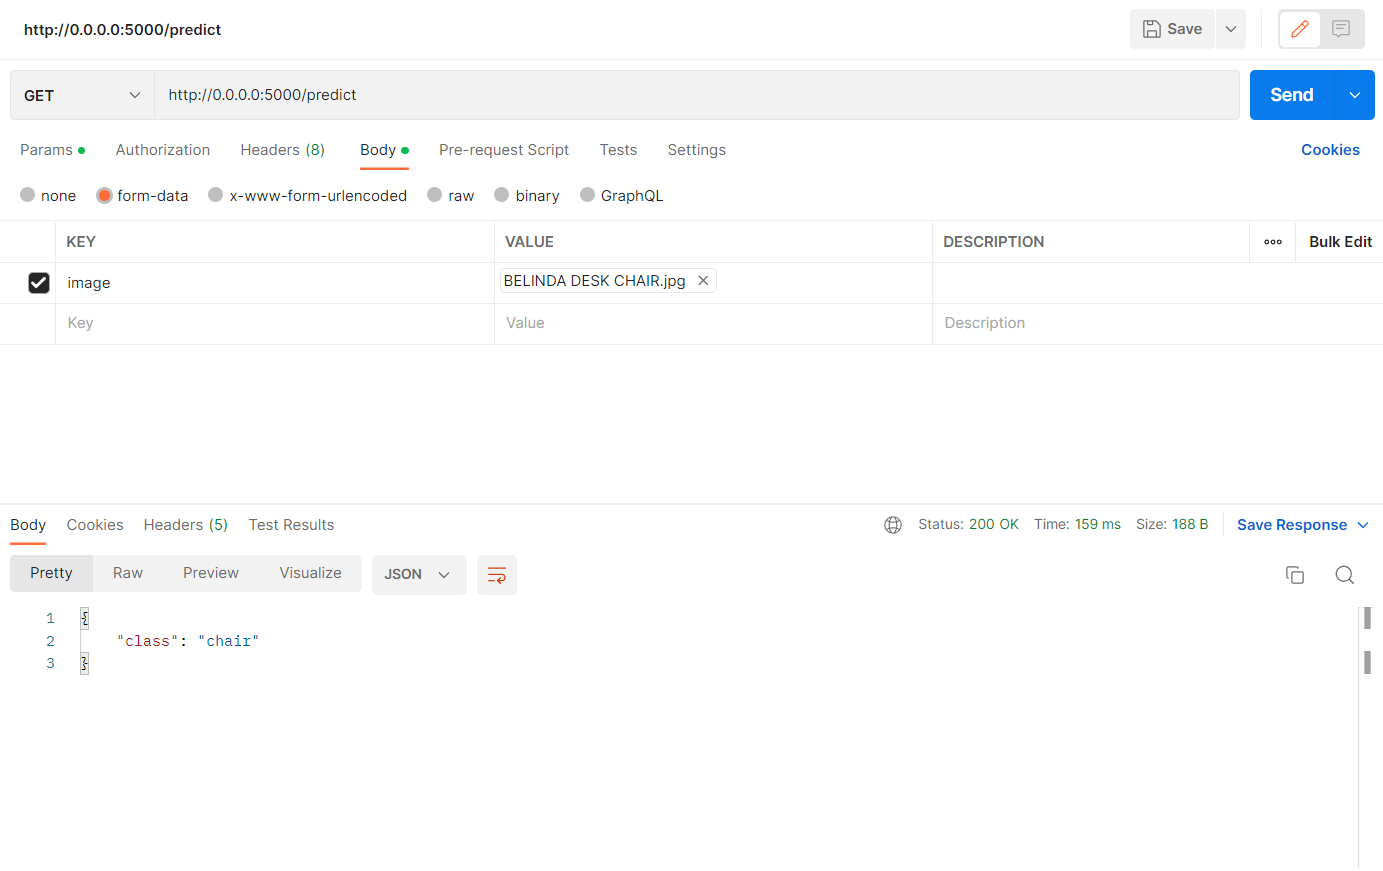 http://0.0.0.0:5000/predict
Save
GET
http://0.0.0.0:5000/predict
Send
Params Authorization Headers (8) Body Pre-request Script Tests Settings Cookies
none form-data x-www-form-urlencoded raw binary GraphQL
KEY VALUE DESCRIPTION ooo Bulk Edit
image BELINDA DESK CHAIR.jpg
Key Value Description
Body Cookies Headers (5) Test Results Status: 200 OK Time: 159 ms Size: 188 B Save Response
Pretty Raw Preview Visualize JSON
1 {
2 "class": "chair"
3 }